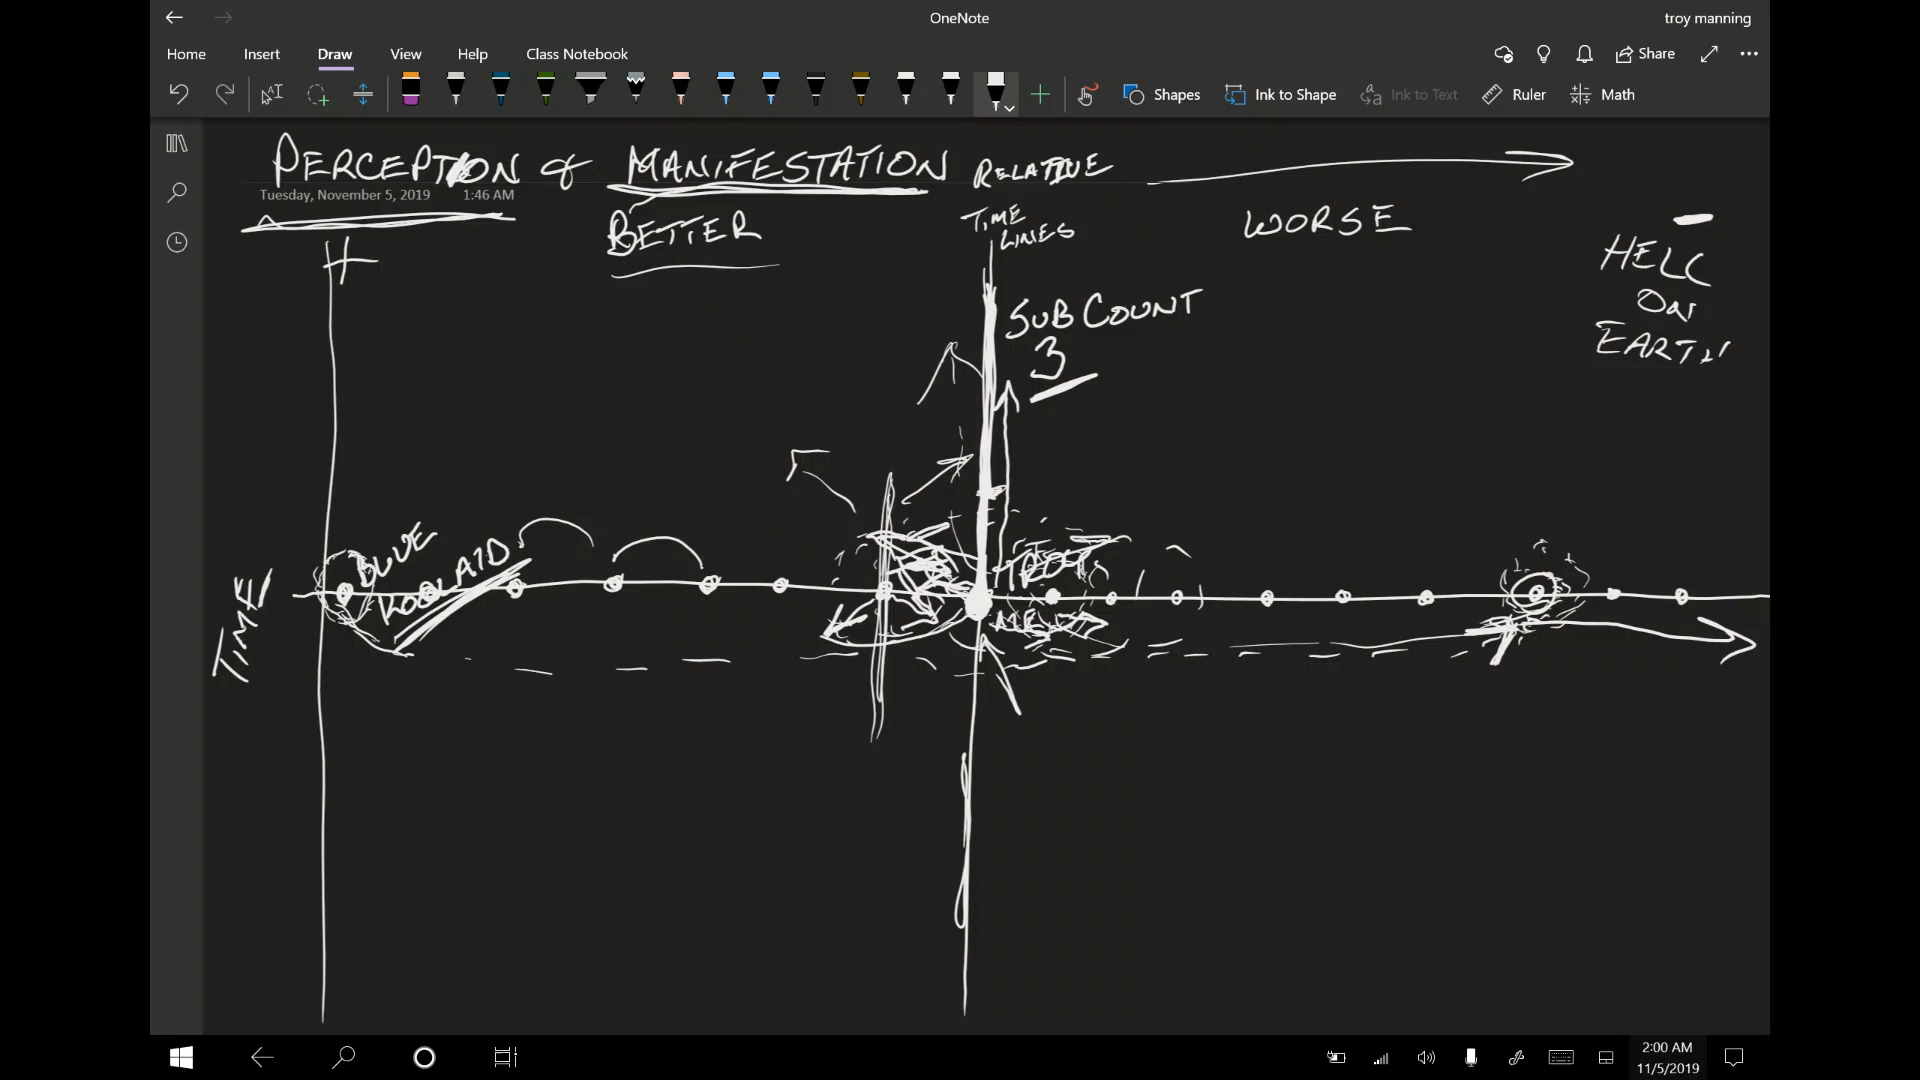 OneNote
troy manning
Home Insert Draw View Help Class Notebook
Share
Shapes Ink to Shape Ink to Text Ruler Math
PERCEPTION & MANIFESTATION RELATIVE
Tuesday, November 5, 2019 1:46 AM
BETTER
TIME
LINES
WORSE
HELL
ON
EARTH
SUB COUNT
3
BLUE
KOOLAID
TIME
TROY
2:00 AM
11/5/2019